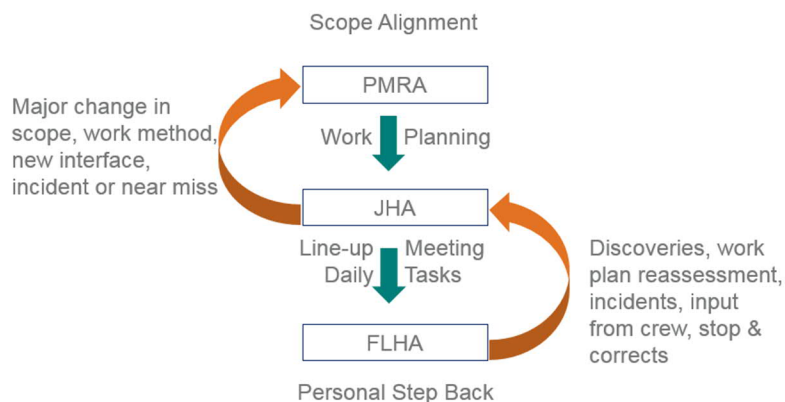 Scope Alignment
PMRA
Major change in
scope, work method,
new interface,
incident or near miss
Work Planning
JHA
Line-up Meeting
Daily Tasks
Discoveries, work
plan reassessment,
incidents, input
from crew, stop &
corrects
FLHA
Personal Step Back